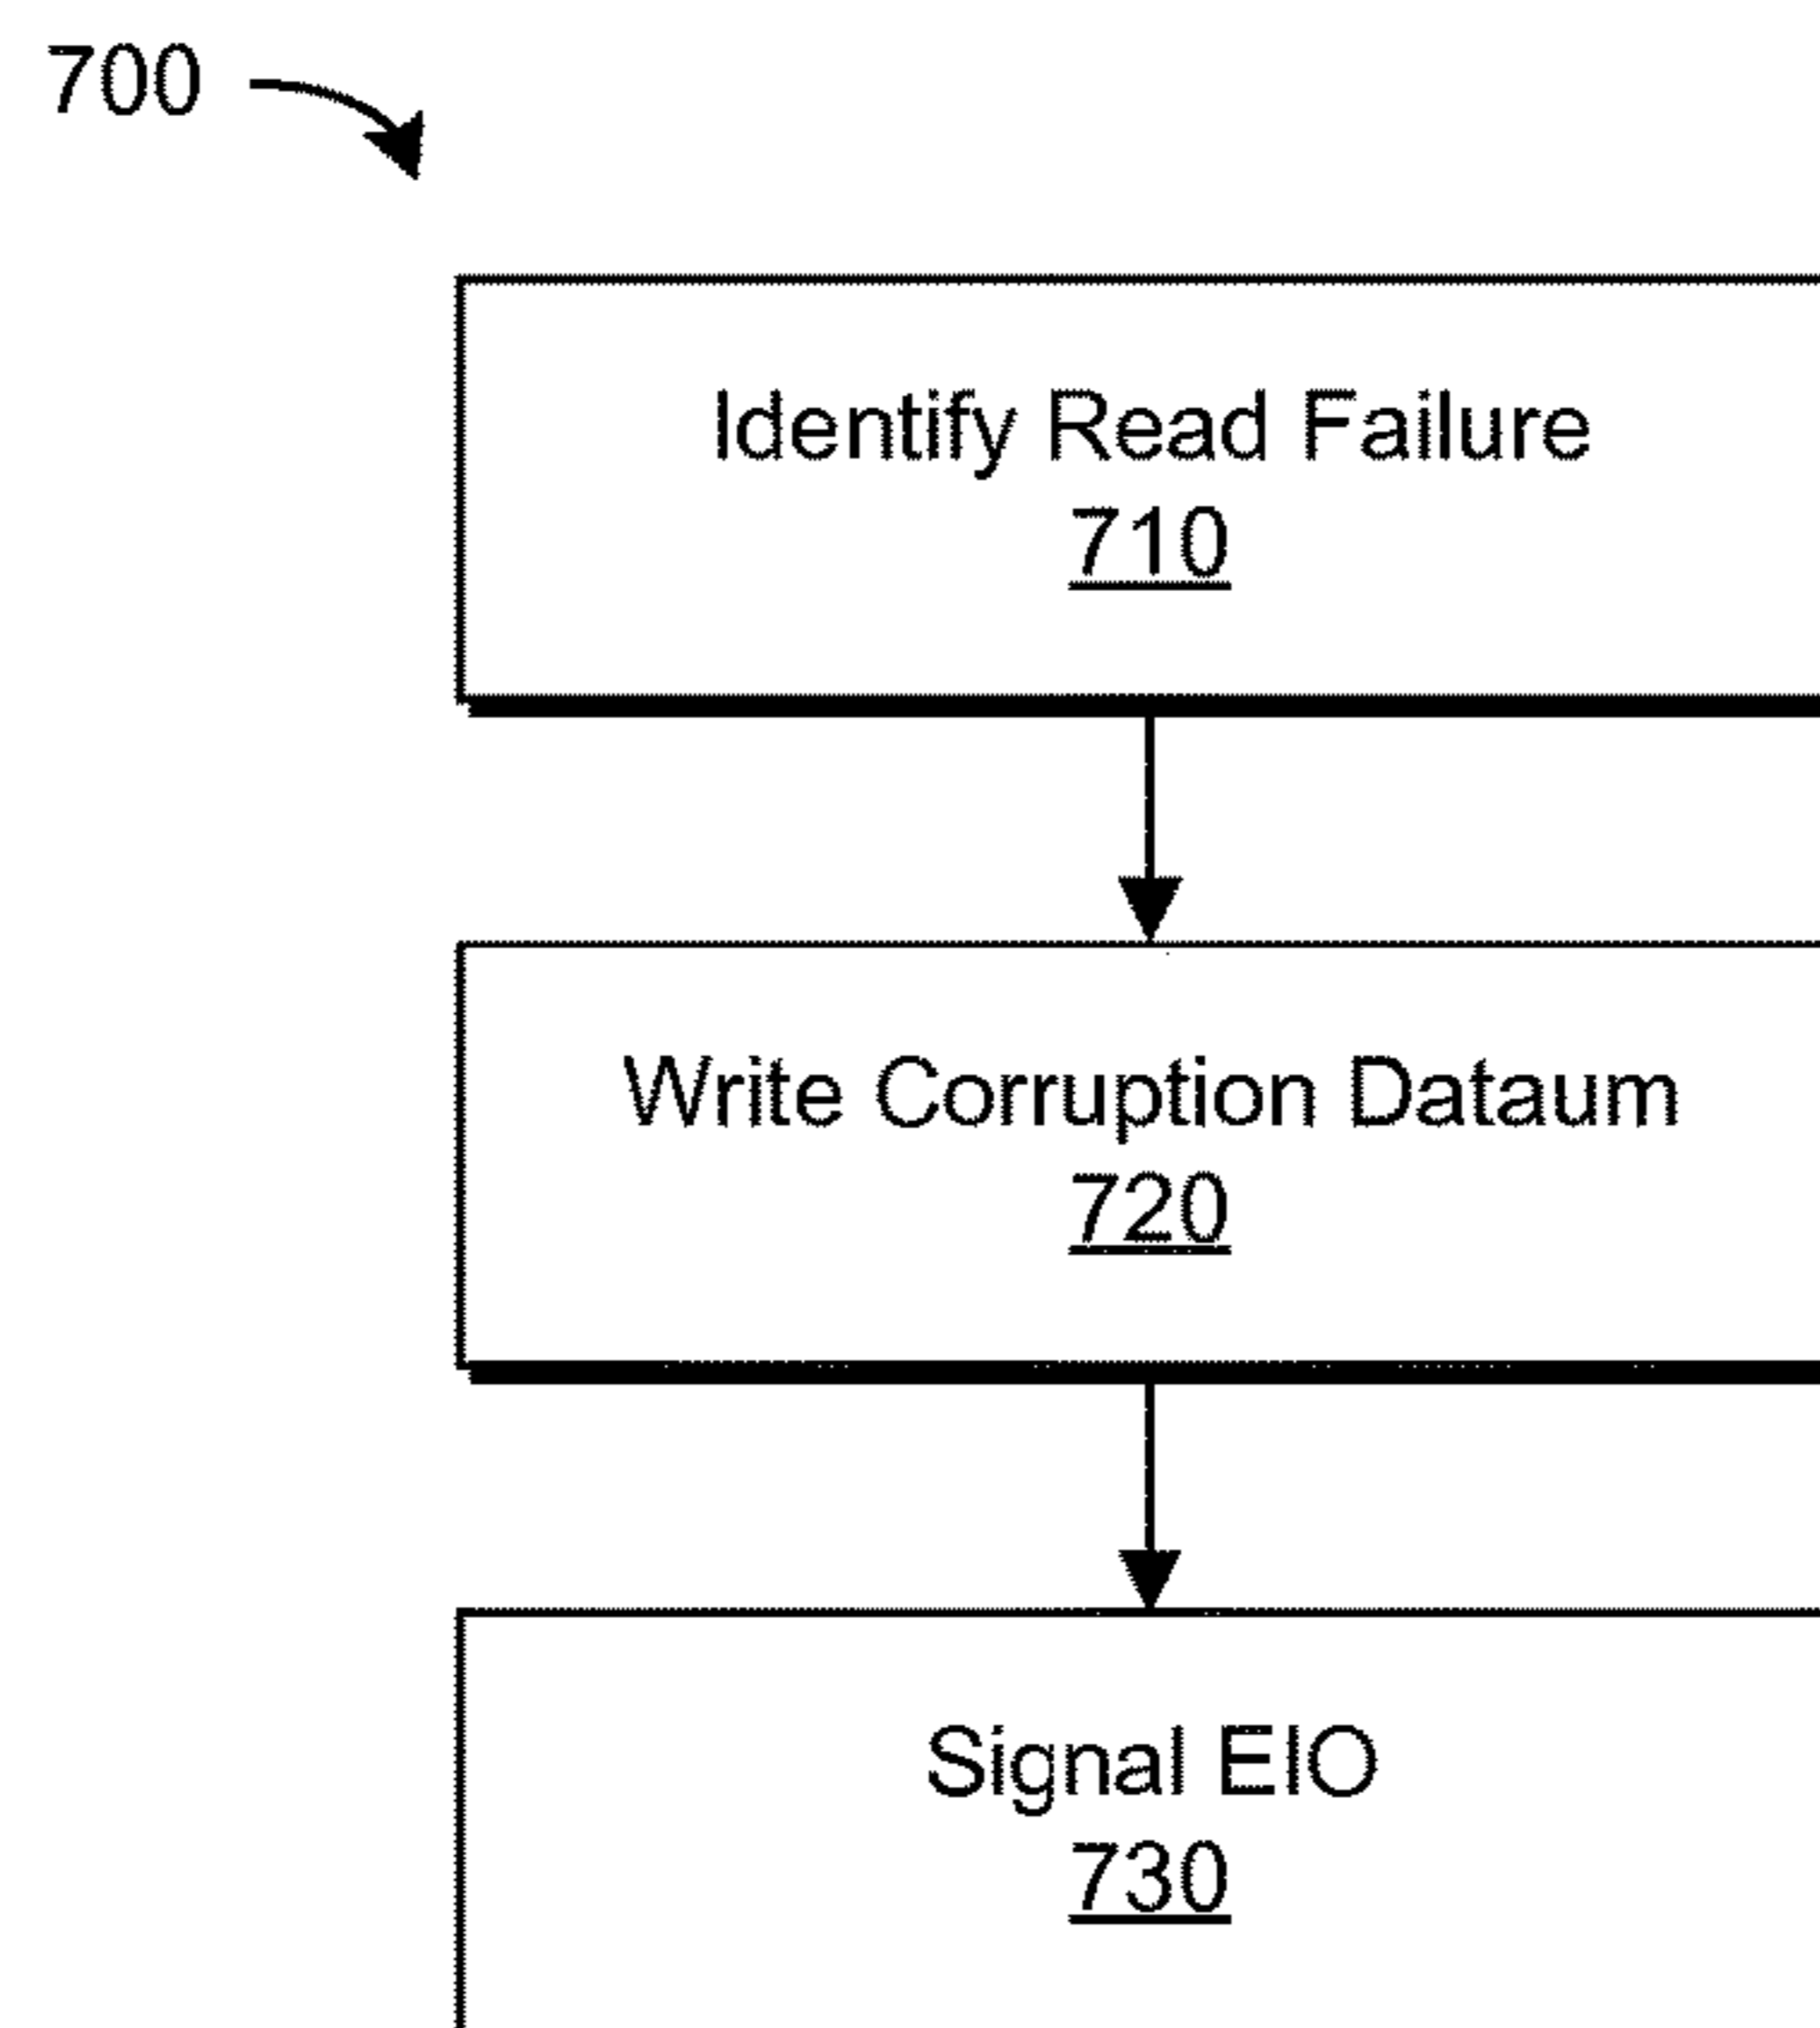 700
Identify Read Failure
710
Write Corruption Dataum
720
Signal EIO
730